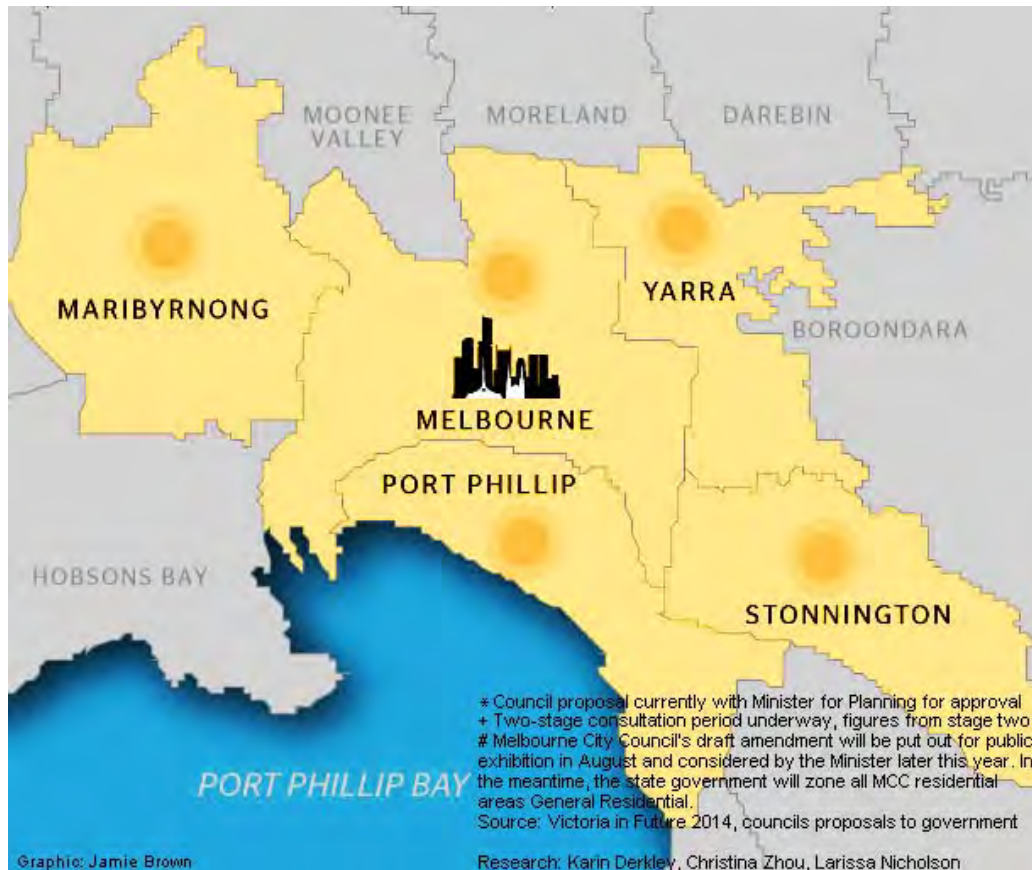 MOONEE
VALLEY
MORELAND
DAREBIN
MARIBYRNONG
YARRA
BOROONDARA
MELBOURNE
PORT PHILLIP
HOBSONS BAY
STONNINGTON
PORT PHILLIP BAY
* Council proposal currently with Minister for Planning for approval
+ Two-stage consultation period underway, figures from stage two
# Melbourne City Council's draft amendment will be put out for public
exhibition in August and considered by the Minister later this year. In
the meantime, the state government will zone all MCC residential
areas General Residential.
Source: Victoria in Future 2014, councils proposals to government
Graphic: Jamie Brown
Research: Karin Derkley, Christina Zhou, Larissa Nicholson